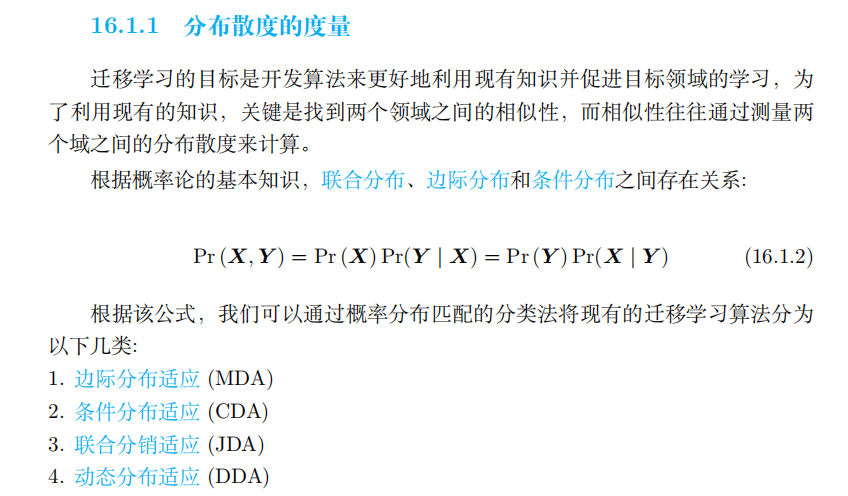 16.1.1 分布散度的度量
迁移学习的目标是开发算法来更好地利用现有知识并促进目标领域的学习，为
了利用现有的知识，关键是找到两个领域之间的相似性，而相似性往往通过测量两
个域之间的分布散度来计算。
根据概率论的基本知识，联合分布、边际分布和条件分布之间存在关系：
Pr (X, Y) = Pr (X) Pr(Y | X) = Pr (Y) Pr(X | Y) (16.1.2)
根据该公式，我们可以通过概率分布匹配的分类法将现有的迁移学习算法分为
以下几类：
1. 边际分布适应 (MDA)
2. 条件分布适应 (CDA)
3. 联合分销适应 (JDA)
4. 动态分布适应 (DDA)